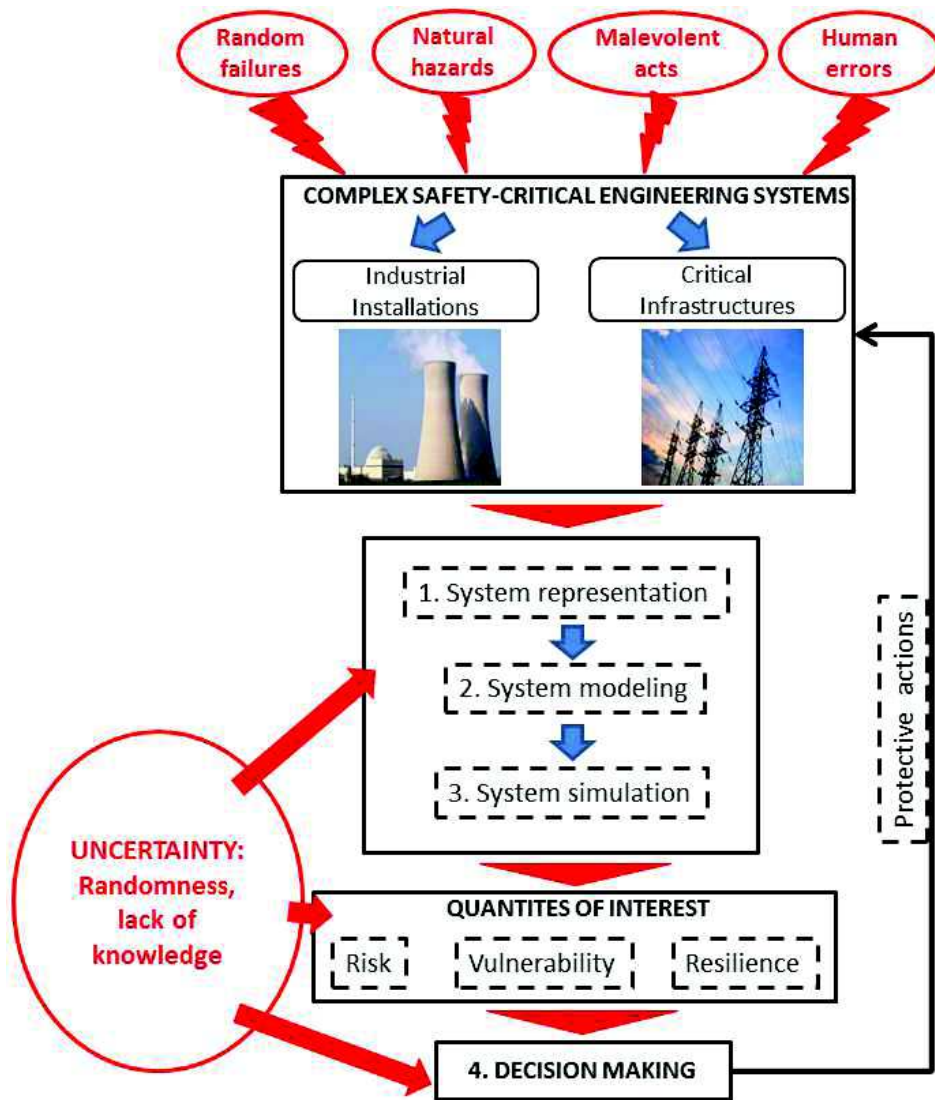 Random
failures
Natural
hazards
Malevolent
acts
Human
errors
COMPLEX SAFETY-CRITICAL ENGINEERING SYSTEMS
Industrial
Installations
Critical
Infrastructures
1. System representation
2. System modeling
3. System simulation
Protective actions
UNCERTAINTY:
Randomness,
lack of
knowledge
QUANTITES OF INTEREST
Risk
Vulnerability
Resilience
4. DECISION MAKING